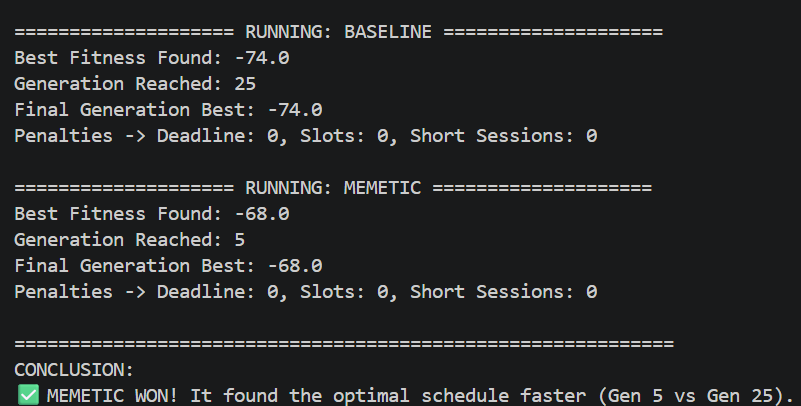 ==================== RUNNING: BASELINE ====================
Best Fitness Found: -74.0
Generation Reached: 25
Final Generation Best: -74.0
Penalties -> Deadline: 0, Slots: 0, Short Sessions: 0
==================== RUNNING: MEMETIC ====================
Best Fitness Found: -68.0
Generation Reached: 5
Final Generation Best: -68.0
Penalties -> Deadline: 0, Slots: 0, Short Sessions: 0
============================================================
CONCLUSION:
✅ MEMETIC WON! It found the optimal schedule faster (Gen 5 vs Gen 25).